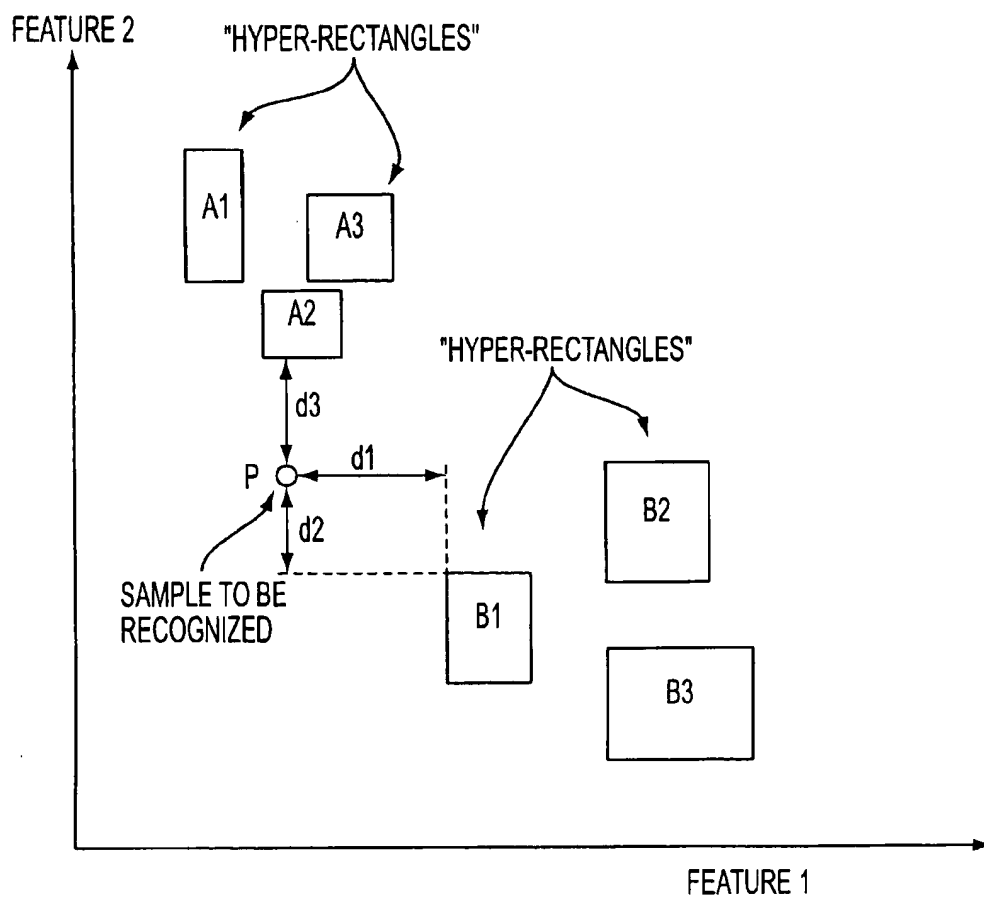 FEATURE 2
"HYPER-RECTANGLES"
A1
A3
A2
"HYPER-RECTANGLES"
d3
P
d1
B2
d2
SAMPLE TO BE
RECOGNIZED
B1
B3
FEATURE 1